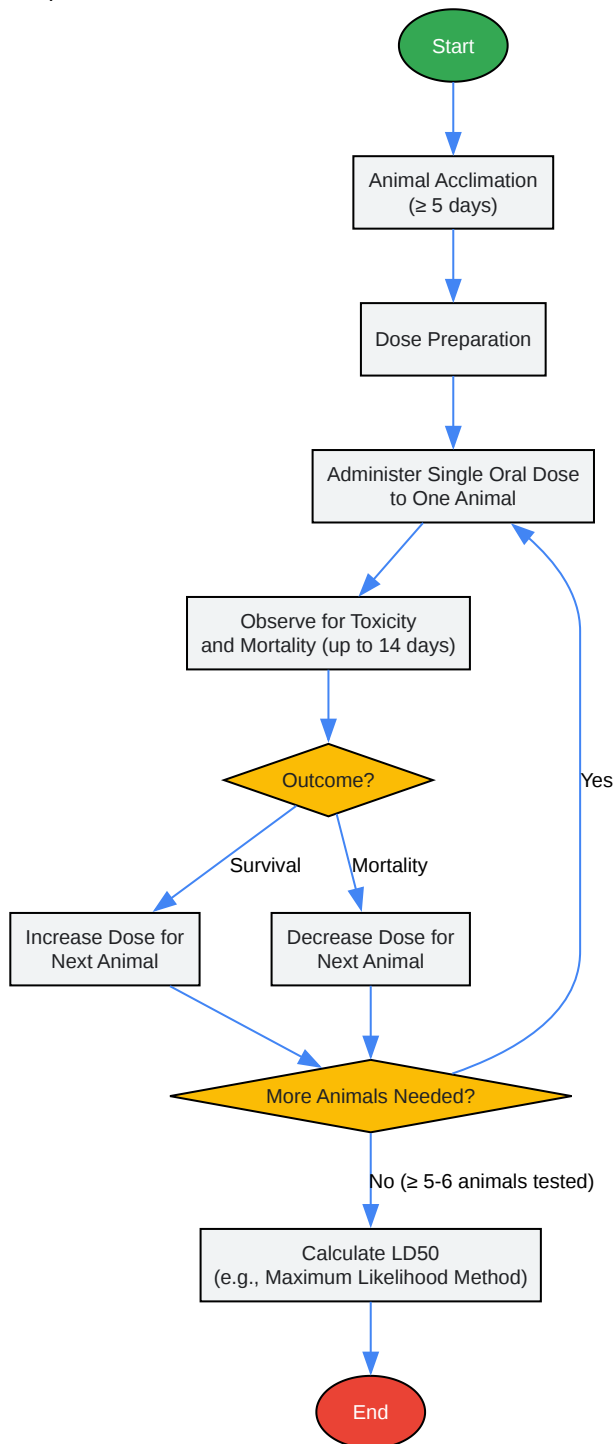 Start
Animal Acclimation
(≥ 5 days)
Dose Preparation
Administer Single Oral Dose
to One Animal
Observe for Toxicity
and Mortality (up to 14 days)
Outcome?
Yes
Survival
Mortality
Increase Dose for
Next Animal
Decrease Dose for
Next Animal
More Animals Needed?
No (≥ 5-6 animals tested)
Calculate LD50
(e.g., Maximum Likelihood Method)
End